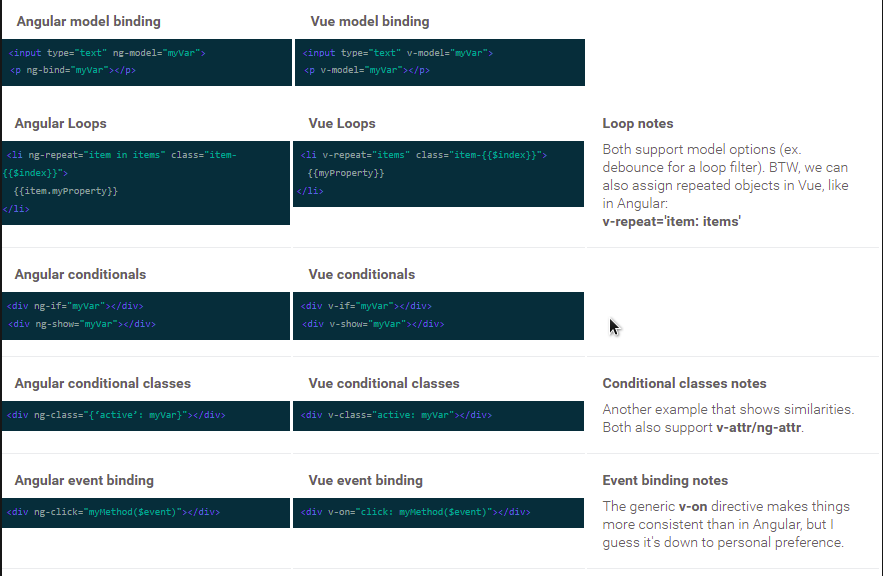 Angular model binding
Vue model binding
<input type="text" ng-model="myVar">
<p ng-bind="myVar"></p>
<input type="text" v-model="myVar">
<p v-model="myVar"></p>
Angular Loops
Vue Loops
Loop notes
<li ng-repeat="item in items" class="item-
{{$index}}">
{{item.myProperty}}
</li>
<li v-repeat="items" class="item-{{$index}}">
{{myProperty}}
</li>
Both support model options (ex.
debounce for a loop filter). BTW, we can
also assign repeated objects in Vue, like
in Angular:
v-repeat='item: items'
Angular conditionals
Vue conditionals
<div ng-if="myVar"></div>
<div ng-show="myVar"></div>
<div v-if="myVar"></div>
<div v-show="myVar"></div>
Angular conditional classes
Vue conditional classes
Conditional classes notes
<div ng-class="{'active': myVar}"></div>
<div v-class="active: myVar"></div>
Another example that shows similarities.
Both also support v-attr/ng-attr.
Angular event binding
Vue event binding
Event binding notes
<div ng-click="myMethod($event)"></div>
<div v-on="click: myMethod($event)"></div>
The generic v-on directive makes things
more consistent than in Angular, but I
guess it's down to personal preference.